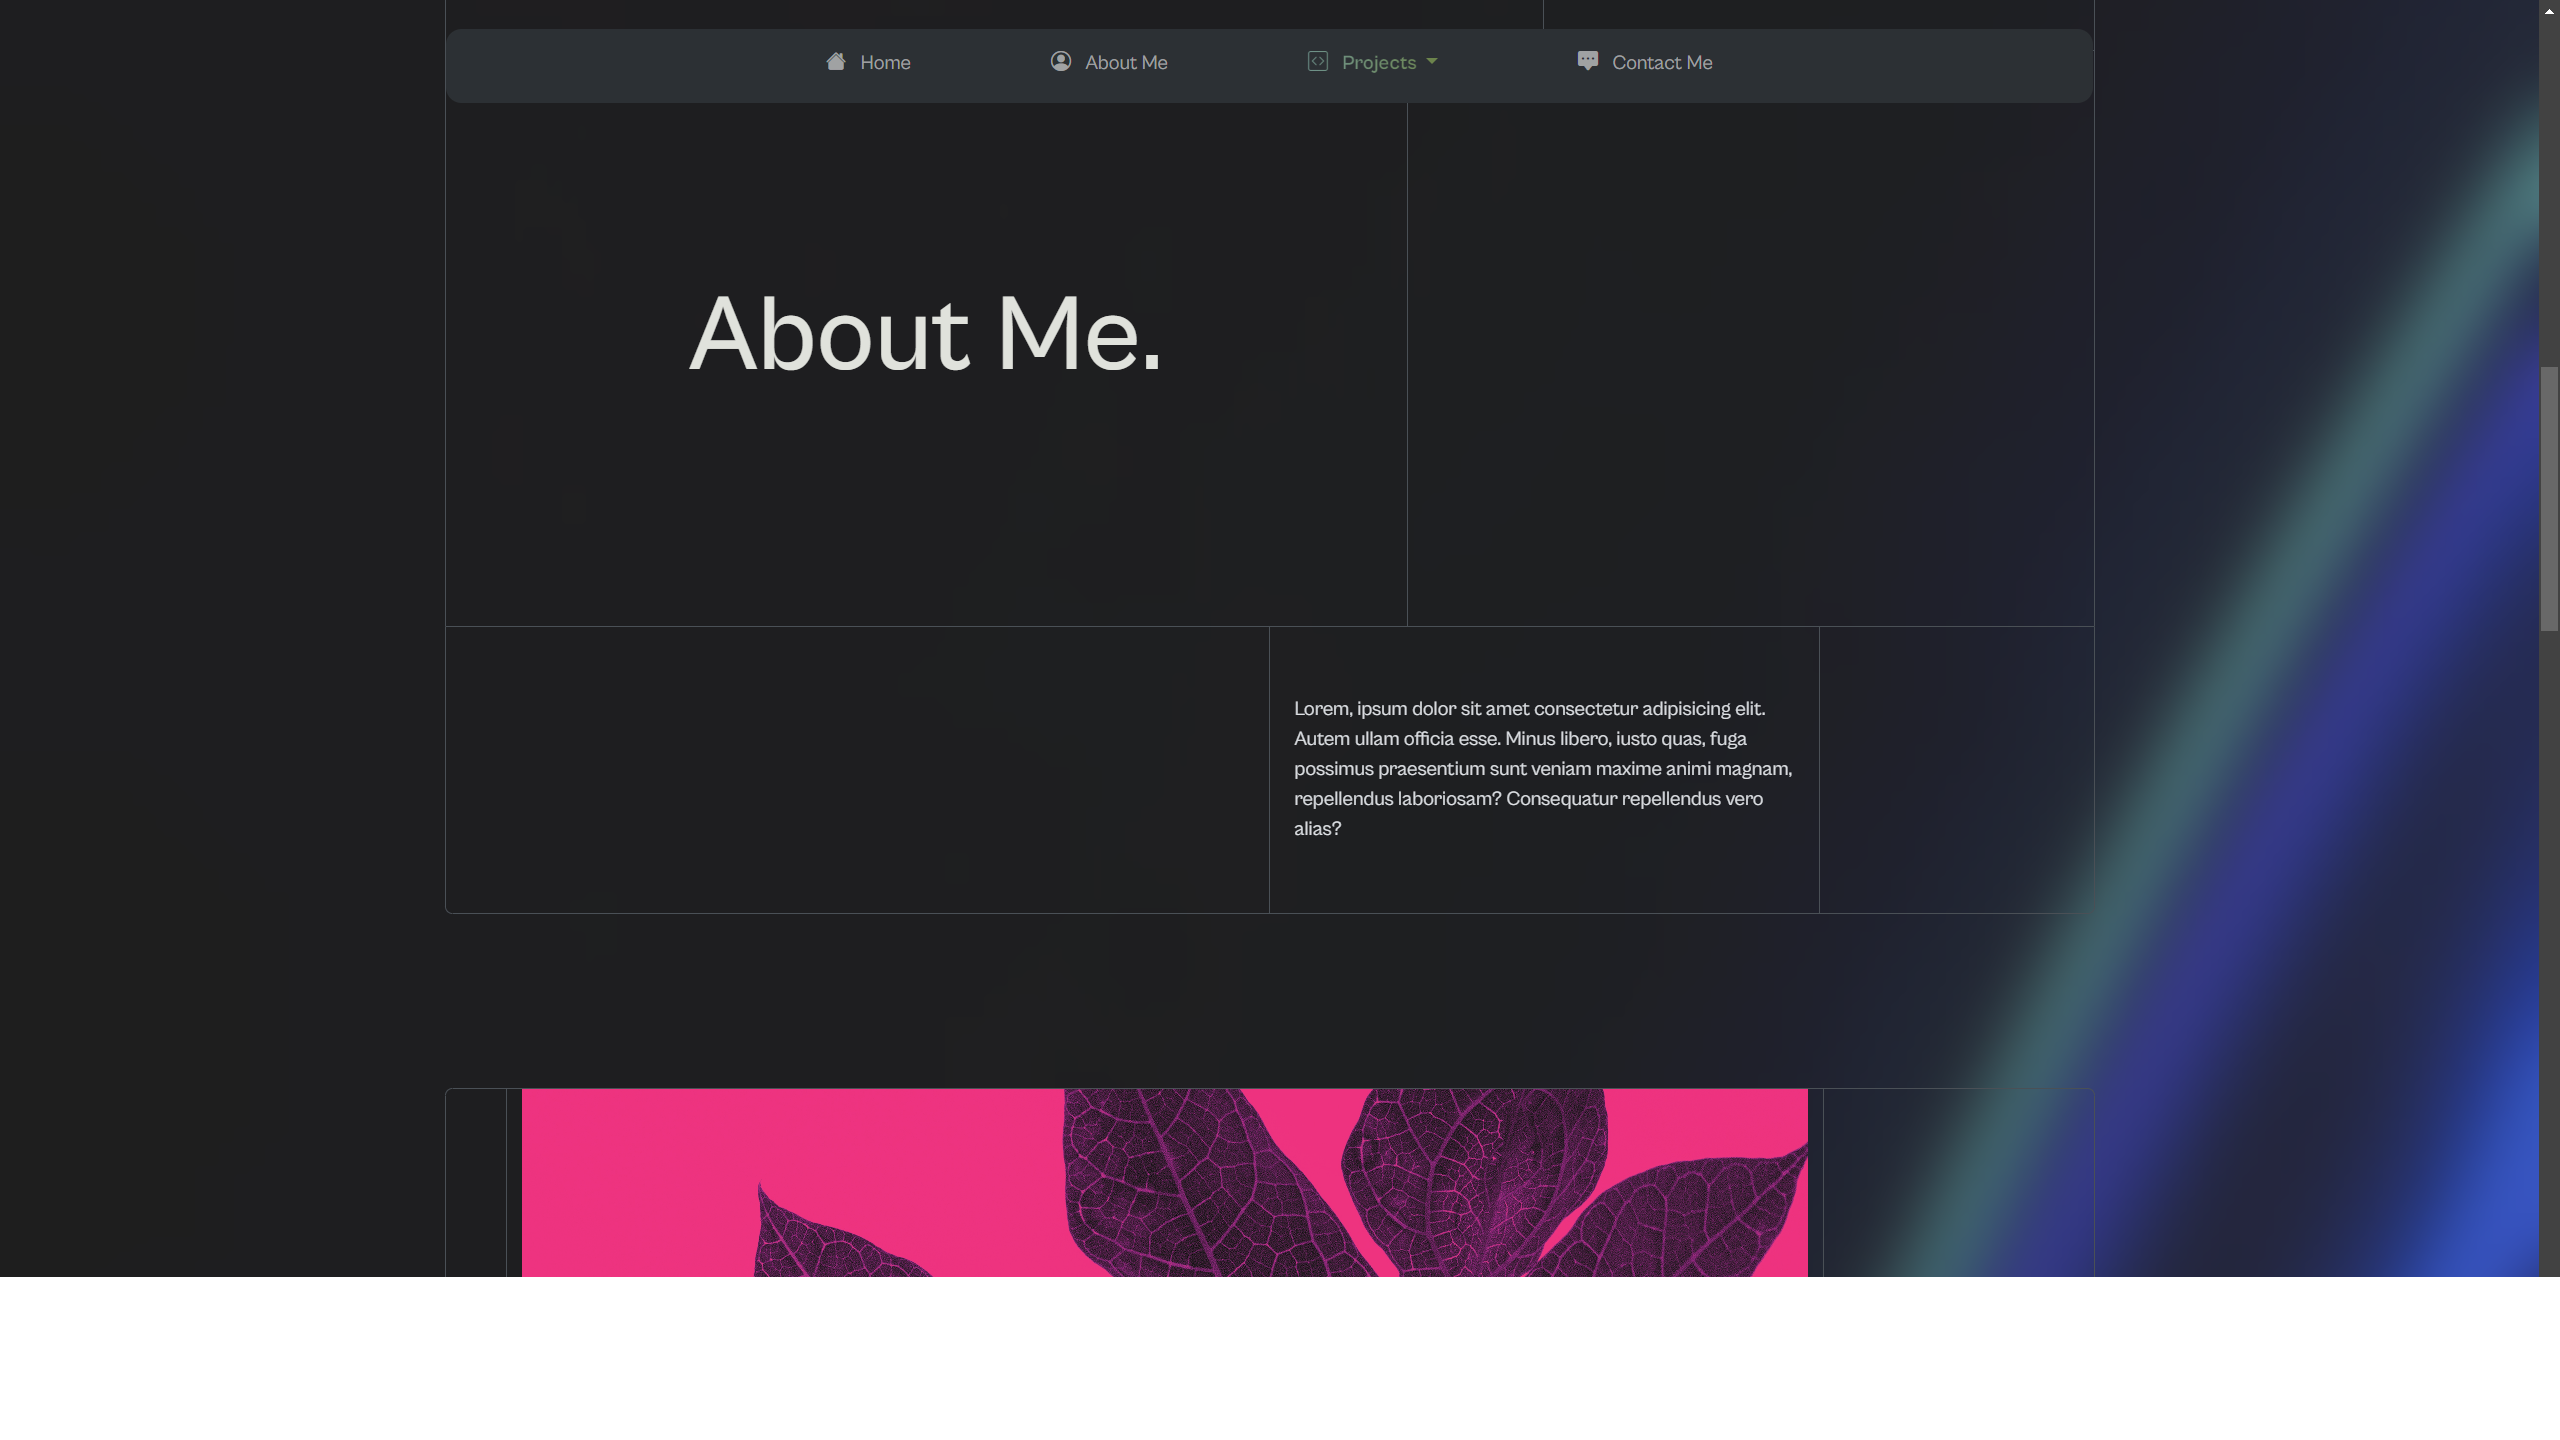 Home
About Me
Projects
Contact Me
About Me.
Lorem, ipsum dolor sit amet consectetur adipisicing elit.
Autem ullam officia esse. Minus libero, iusto quas, fuga
possimus praesentium sunt veniam maxime animi magnam,
repellendus laboriosam? Consequatur repellendus vero
alias?